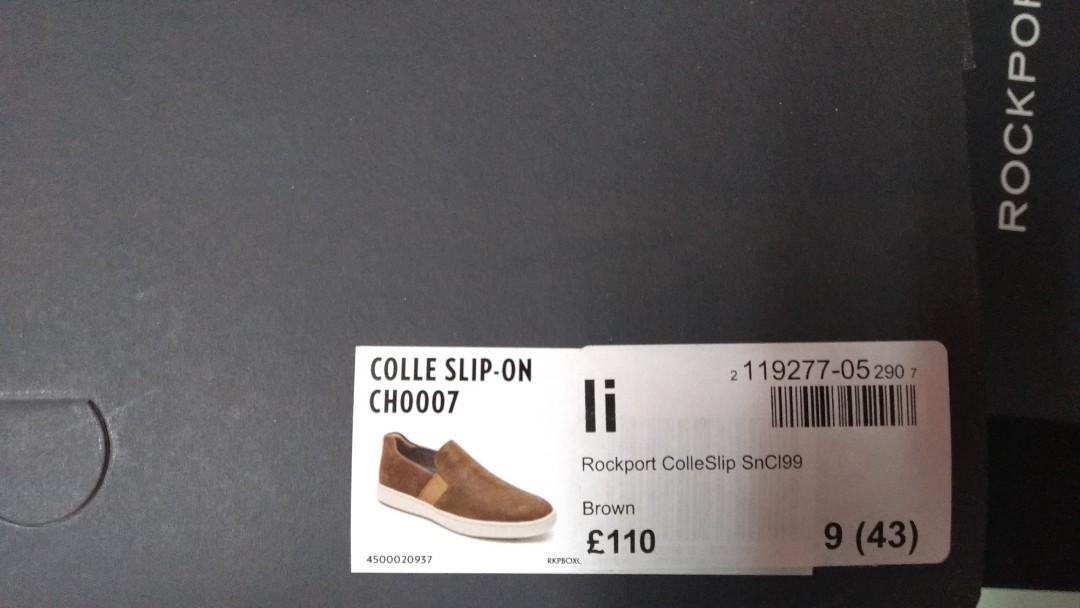 ROCKPOR
COLLE SLIP-ON
CH0007
4500020937
RKPBOX
li
2 119277-05 290 7
Rockport ColleSlip SnCl99
Brown
£110
9 (43)